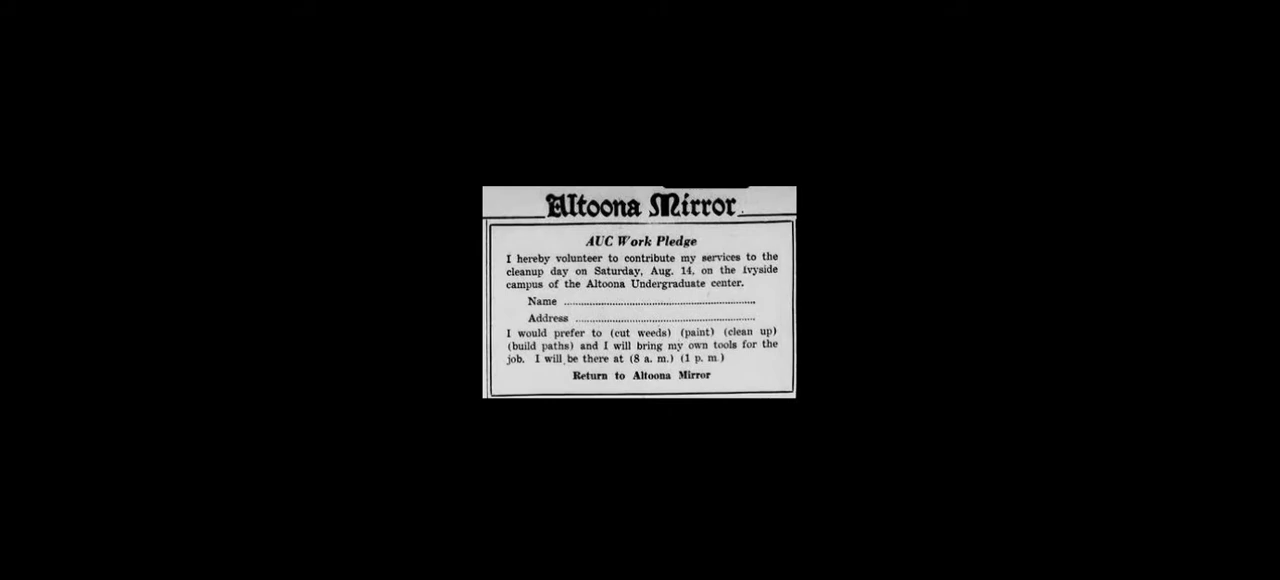 Altoona Mirror
AUC Work Pledge
I hereby volunteer to contribute my services to the
cleanup day on Saturday, Aug. 14, on the Ivyside
campus of the Altoona Undergraduate center.
Name ........................................................
Address .....................................................
I would prefer to (cut weeds) (paint) (clean up)
(build paths) and I will bring my own tools for the
job. I will be there at (8 a. m.) (1 p. m.)
Return to Altoona Mirror